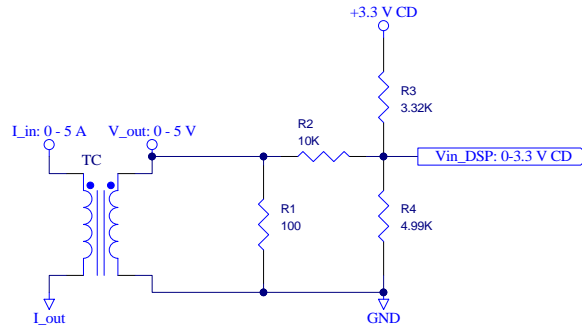 +3.3 V CD
R3
3.32K
I_in: 0 - 5 A
V_out: 0 - 5 V
R2
10K
TC
Vin_DSP: 0-3.3 V CD
R1
100
R4
4.99K
I_out
GND